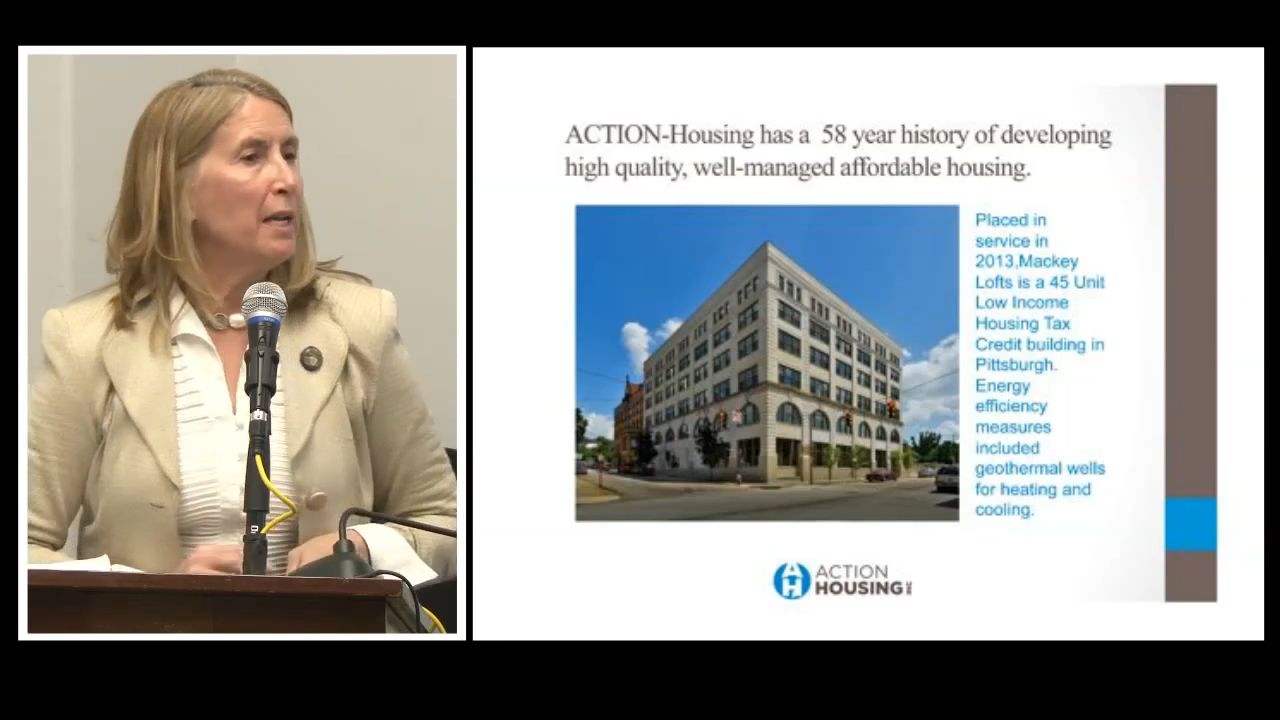 ACTION-Housing has a  58 year history of developing
high quality, well-managed affordable housing.
Placed in
service in
2013,Mackey
Lofts is a 45 Unit
Low Income
Housing Tax
Credit building in
Pittsburgh.
Energy
efficiency
measures
included
geothermal wells
for heating and
cooling.
ACTION
HOUSING